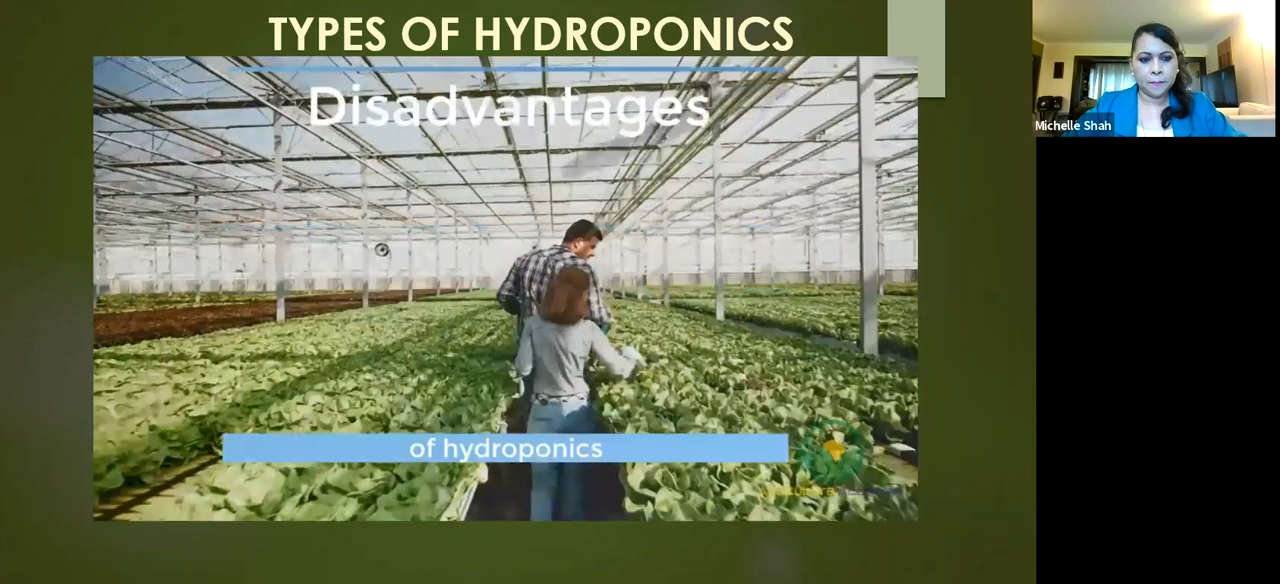 TYPES OF HYDROPONICS
Disadvantages
Michelle Shah
of hydroponics